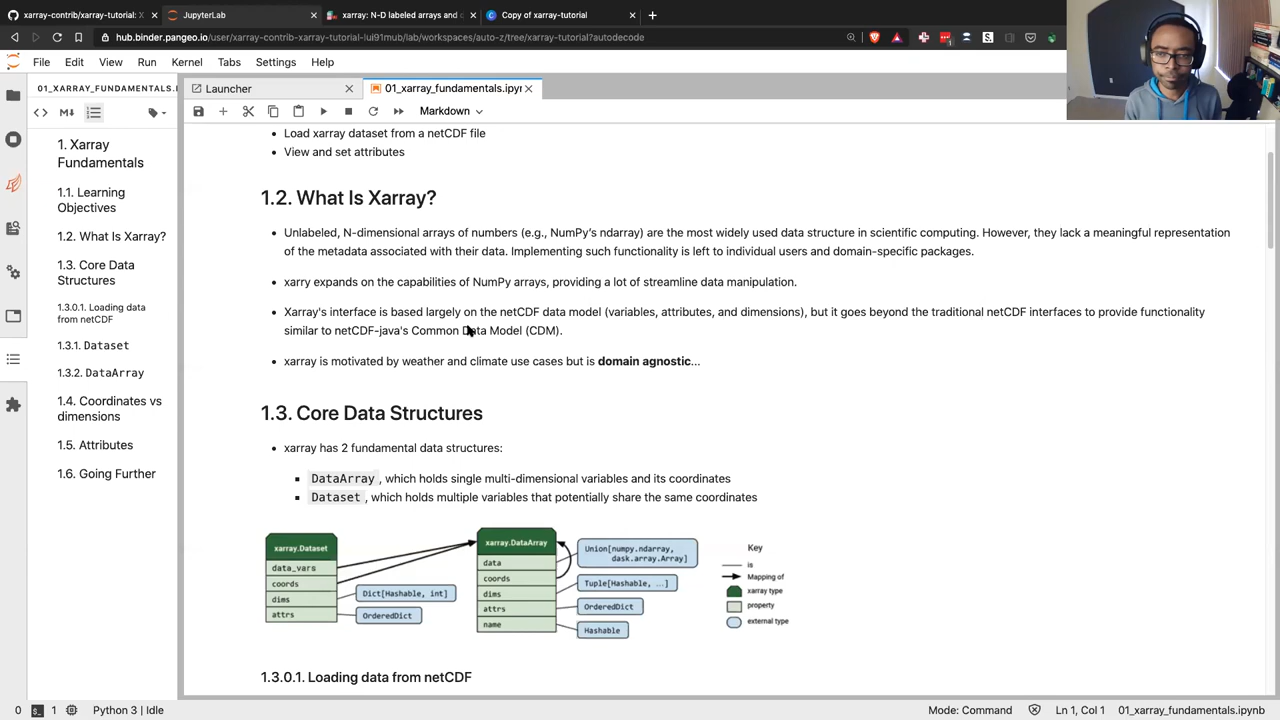 xarray-contrib/xarray-tutorial: X
JupyterLab
xarray: N-D labeled arrays and
Copy of xarray-tutorial
hub.binder.pangeo.io/user/xarray-contrib-xarray-tutorial-lui91mub/lab/workspaces/auto-z/tree/xarray-tutorial?autodecode
File Edit View Run Kernel Tabs Settings Help
01_XARRAY_FUNDAMENTALS.I
Launcher
01_xarray_fundamentals.ipyr
Markdown
1. Xarray
Fundamentals
1.1. Learning
Objectives
1.2. What Is Xarray?
1.3. Core Data
Structures
1.3.0.1. Loading data
from netCDF
1.3.1. Dataset
1.3.2. DataArray
1.4. Coordinates vs
dimensions
1.5. Attributes
1.6. Going Further
Load xarray dataset from a netCDF file
View and set attributes
1.2. What Is Xarray?
Unlabeled, N-dimensional arrays of numbers (e.g., NumPy's ndarray) are the most widely used data structure in scientific computing. However, they lack a meaningful representation
of the metadata associated with their data. Implementing such functionality is left to individual users and domain-specific packages.
xarry expands on the capabilities of NumPy arrays, providing a lot of streamline data manipulation.
Xarray's interface is based largely on the netCDF data model (variables, attributes, and dimensions), but it goes beyond the traditional netCDF interfaces to provide functionality
similar to netCDF-java's Common Data Model (CDM).
xarray is motivated by weather and climate use cases but is domain agnostic...
1.3. Core Data Structures
xarray has 2 fundamental data structures:
DataArray , which holds single multi-dimensional variables and its coordinates
Dataset , which holds multiple variables that potentially share the same coordinates
xarray.Dataset
data_vars
coords
dims
attrs
Dict[Hashable, int]
OrderedDict
xarray.DataArray
data
coords
dims
attrs
name
Union[numpy.ndarray,
dask.array.Array]
Tuple[Hashable, ...]
OrderedDict
Hashable
Key
is
Mapping of
xarray type
property
external type
1.3.0.1. Loading data from netCDF
0 1 Python 3 | Idle
Mode: Command Ln 1, Col 1 01_xarray_fundamentals.ipynb